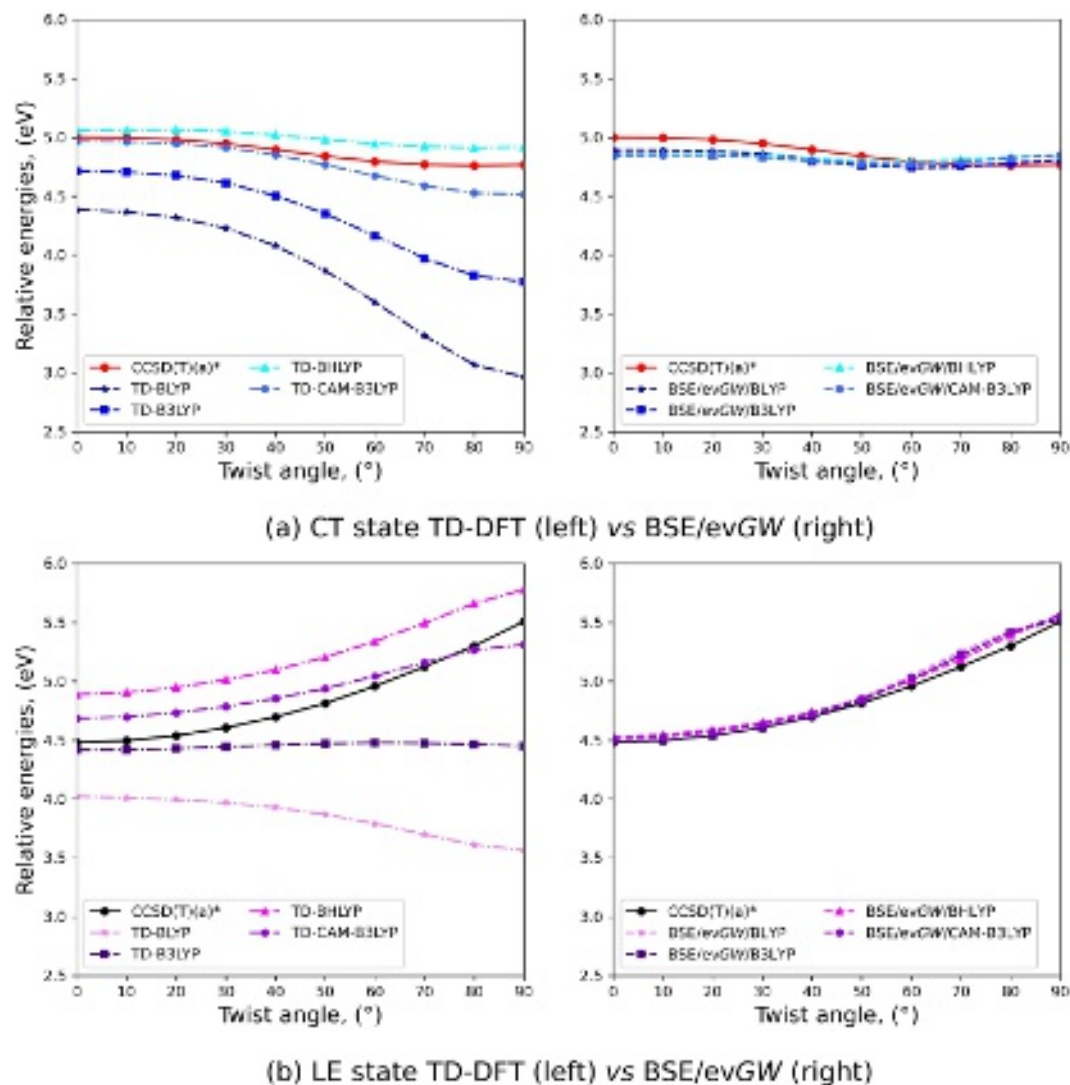 6.0
5.5
5.0
4.5
4.0
3.5
3.0
2.5
Relative energies, (eV)
CCSD(T)(a)*
TD-BLYP
TD-B3LYP
TD-BHLYP
TD-CAM-B3LYP
0 10 20 30 40 50 60 70 80 90
Twist angle, (°)
6.0
5.5
5.0
4.5
4.0
3.5
3.0
2.5
CCSD(T)(a)*
BSE/evGW/BLYP
BSE/evGW/B3LYP
BSE/evGW/BHLYP
BSE/evGW/CAM-B3LYP
0 10 20 30 40 50 60 70 80 90
Twist angle, (°)
(a) CT state TD-DFT (left) vs BSE/evGW (right)
6.0
5.5
5.0
4.5
4.0
3.5
3.0
2.5
Relative energies, (eV)
CCSD(T)(a)*
TD-BLYP
TD-B3LYP
TD-BHLYP
TD-CAM-B3LYP
0 10 20 30 40 50 60 70 80 90
Twist angle, (°)
6.0
5.5
5.0
4.5
4.0
3.5
3.0
2.5
CCSD(T)(a)*
BSE/evGW/BLYP
BSE/evGW/B3LYP
BSE/evGW/BHLYP
BSE/evGW/CAM-B3LYP
0 10 20 30 40 50 60 70 80 90
Twist angle, (°)
(b) LE state TD-DFT (left) vs BSE/evGW (right)